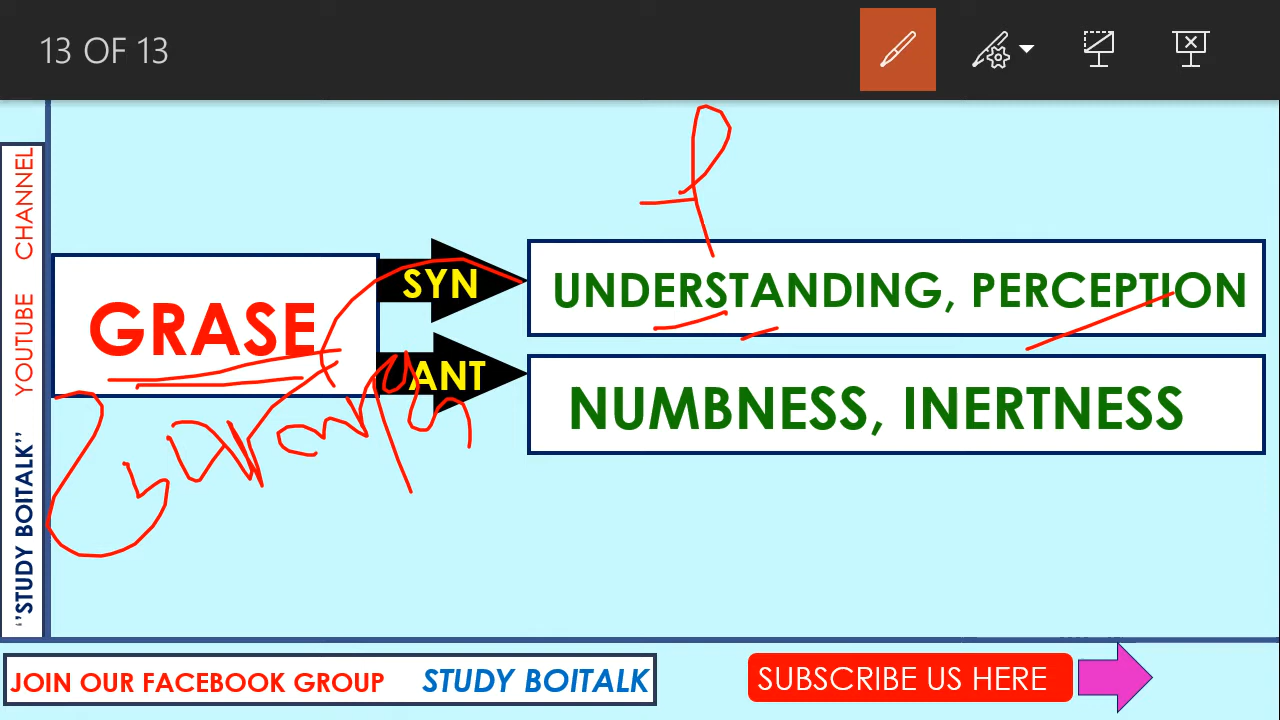 13 OF 13
"STUDY BOITALK" YOUTUBE CHANNEL
GRASE
SYN
UNDERSTANDING, PERCEPTION
ANT
NUMBNESS, INERTNESS
JOIN OUR FACEBOOK GROUP STUDY BOITALK
SUBSCRIBE US HERE